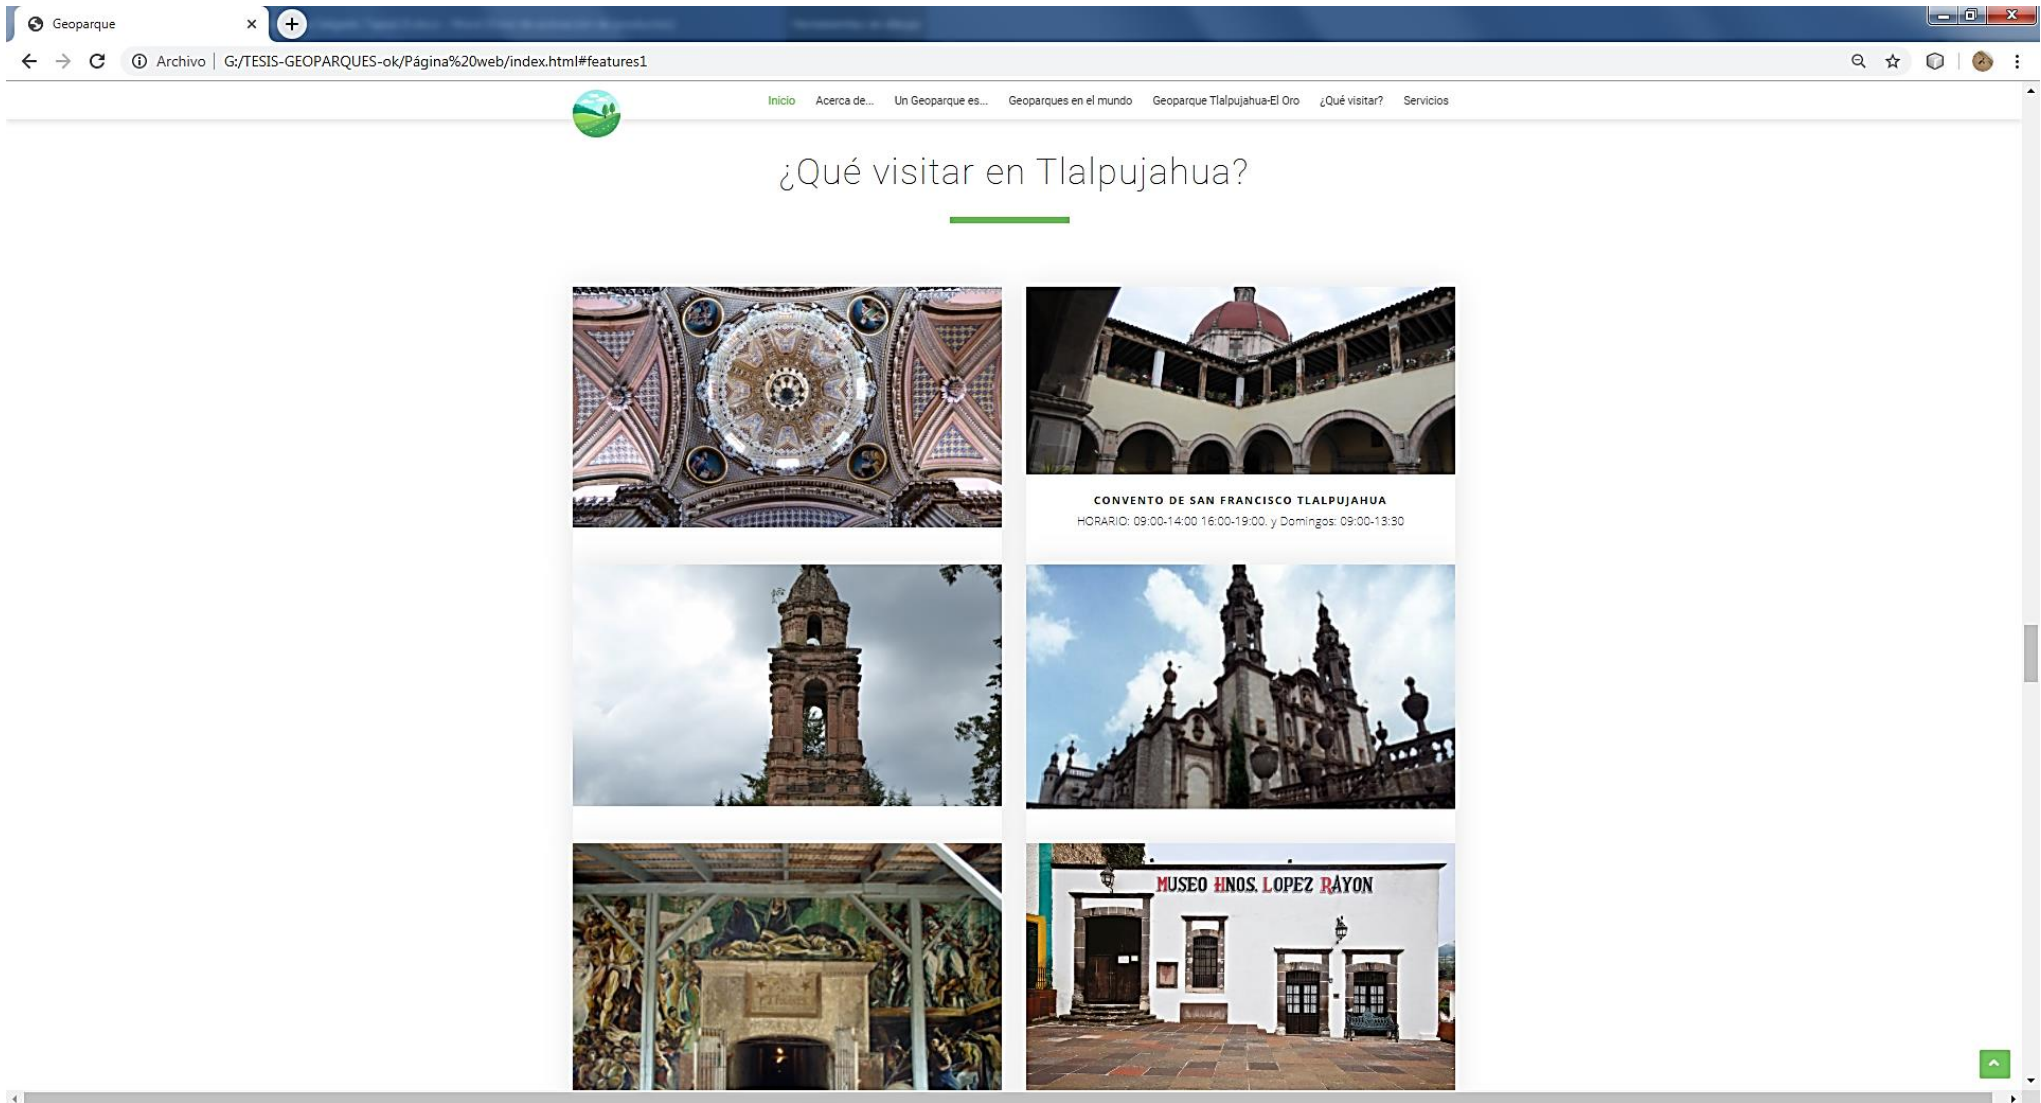 Geoparque
Archivo | G:/TESIS-GEOPARQUES-ok/Página%20web/index.html#features1
Inicio Acerca de... Un Geoparque es... Geoparques en el mundo Geoparque Tlalpujahua-El Oro ¿Qué visitar? Servicios
¿Qué visitar en Tlalpujahua?
CONVENTO DE SAN FRANCISCO TLALPUJAHUA
HORARIO: 09:00-14:00 16:00-19:00. y Domingos: 09:00-13:30
MUSEO HNOS. LOPEZ RAYON